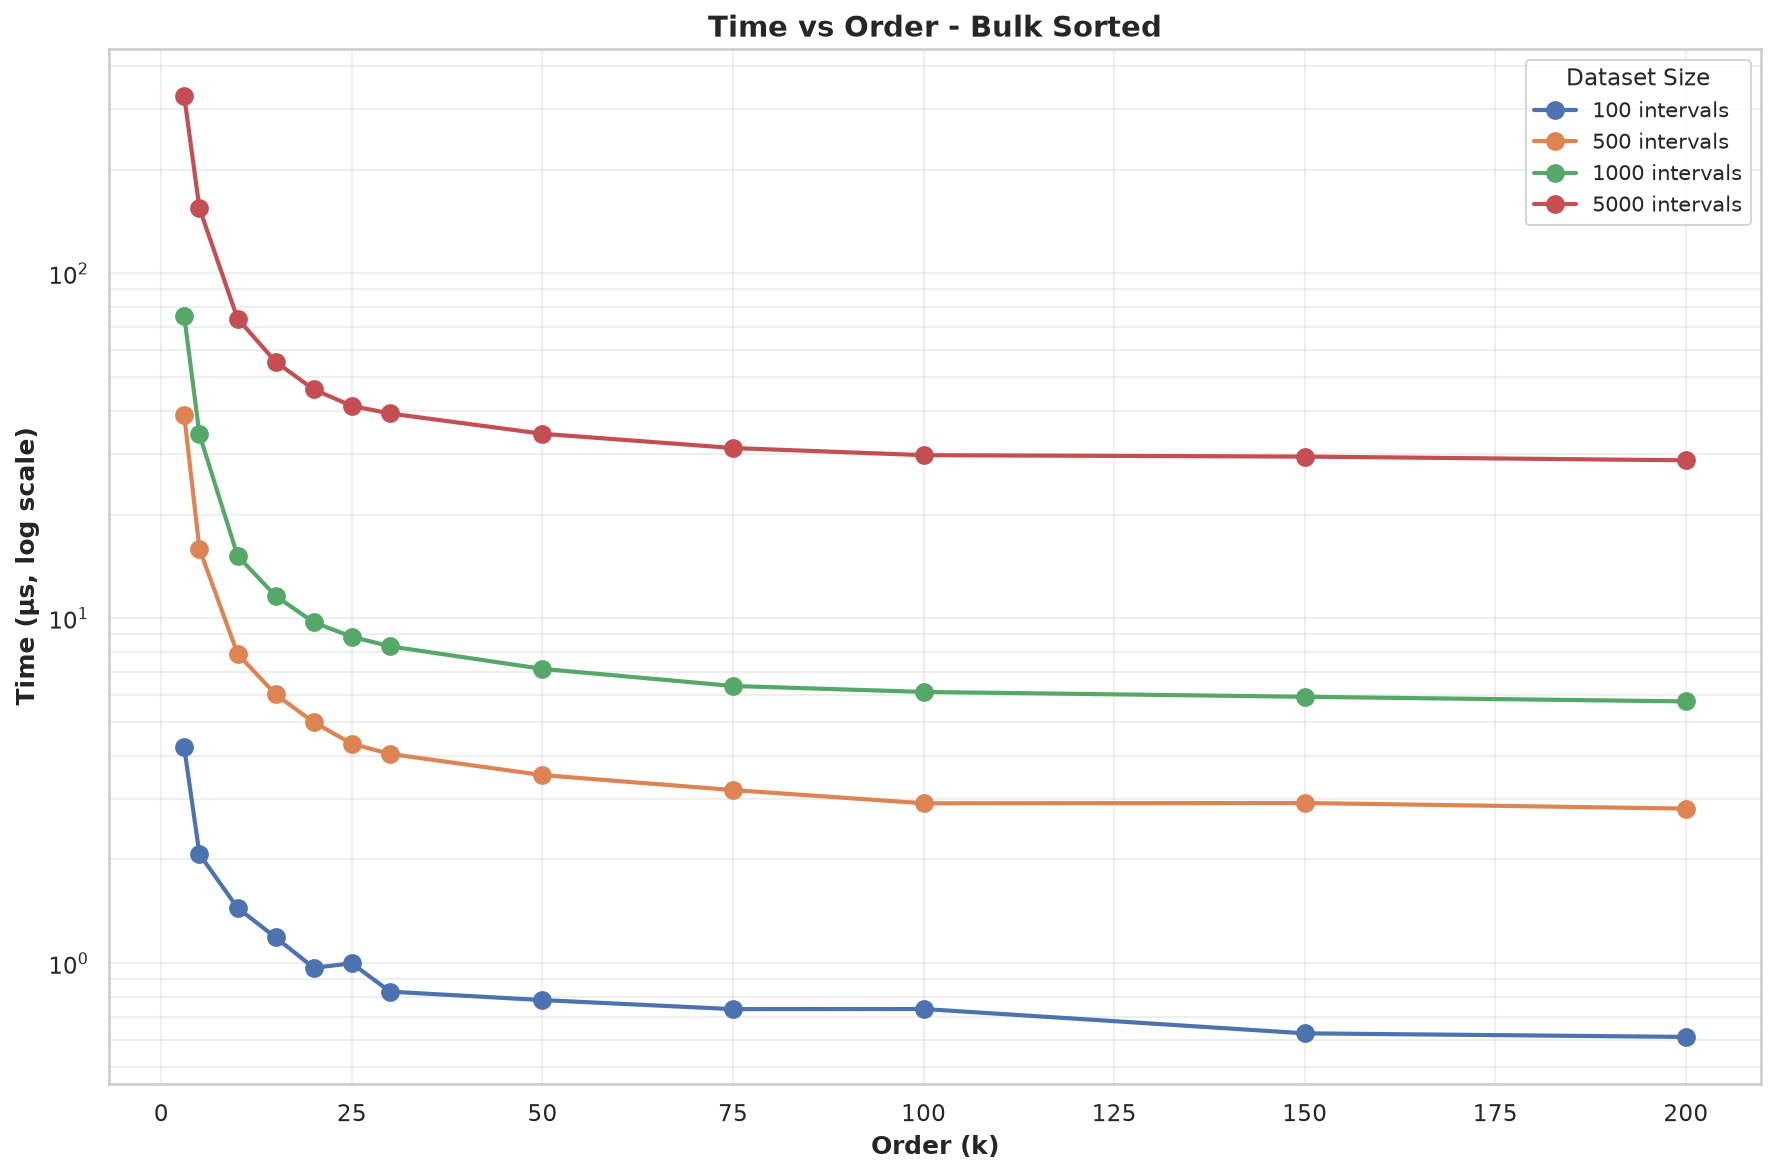 Time vs Order - Bulk Sorted
Dataset Size
100 intervals
500 intervals
1000 intervals
5000 intervals
Time (µs, log scale)
10²
10¹
10⁰
0 25 50 75 100 125 150 175 200
Order (k)